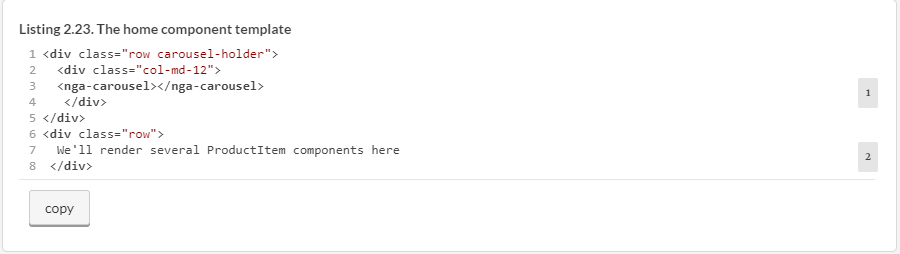 Listing 2.23. The home component template
1 <div class="row carousel-holder">
2   <div class="col-md-12">
3   <nga-carousel></nga-carousel>
1
4    </div>
5 </div>
6 <div class="row">
7   We'll render several ProductItem components here
2
8  </div>
copy